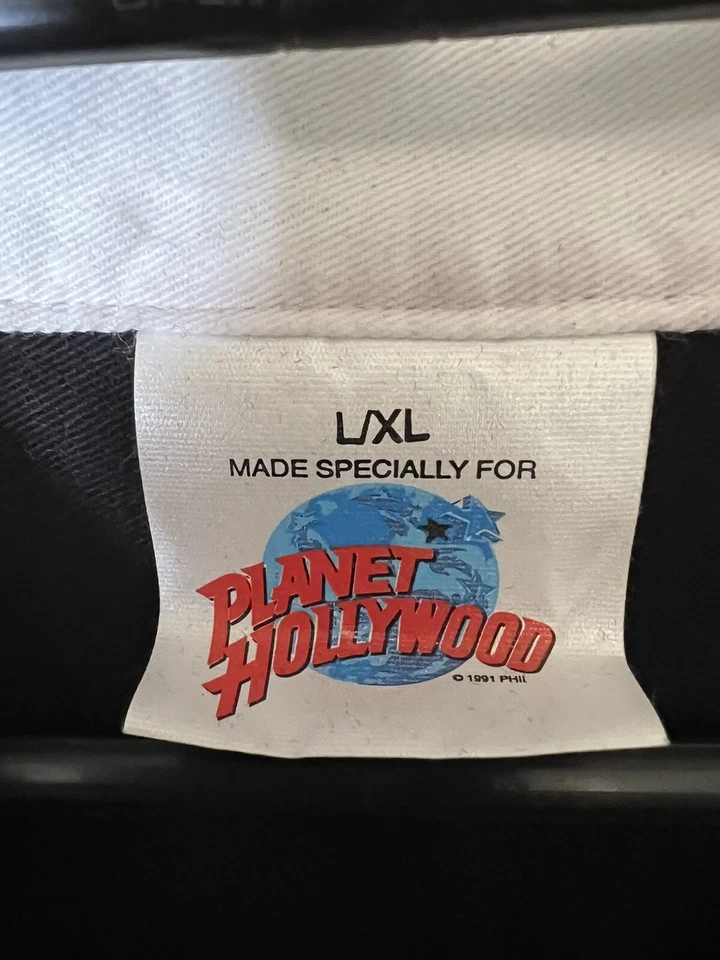 L/XL
MADE SPECIALLY FOR
PLANET
HOLLYWOOD
© 1991 PHII